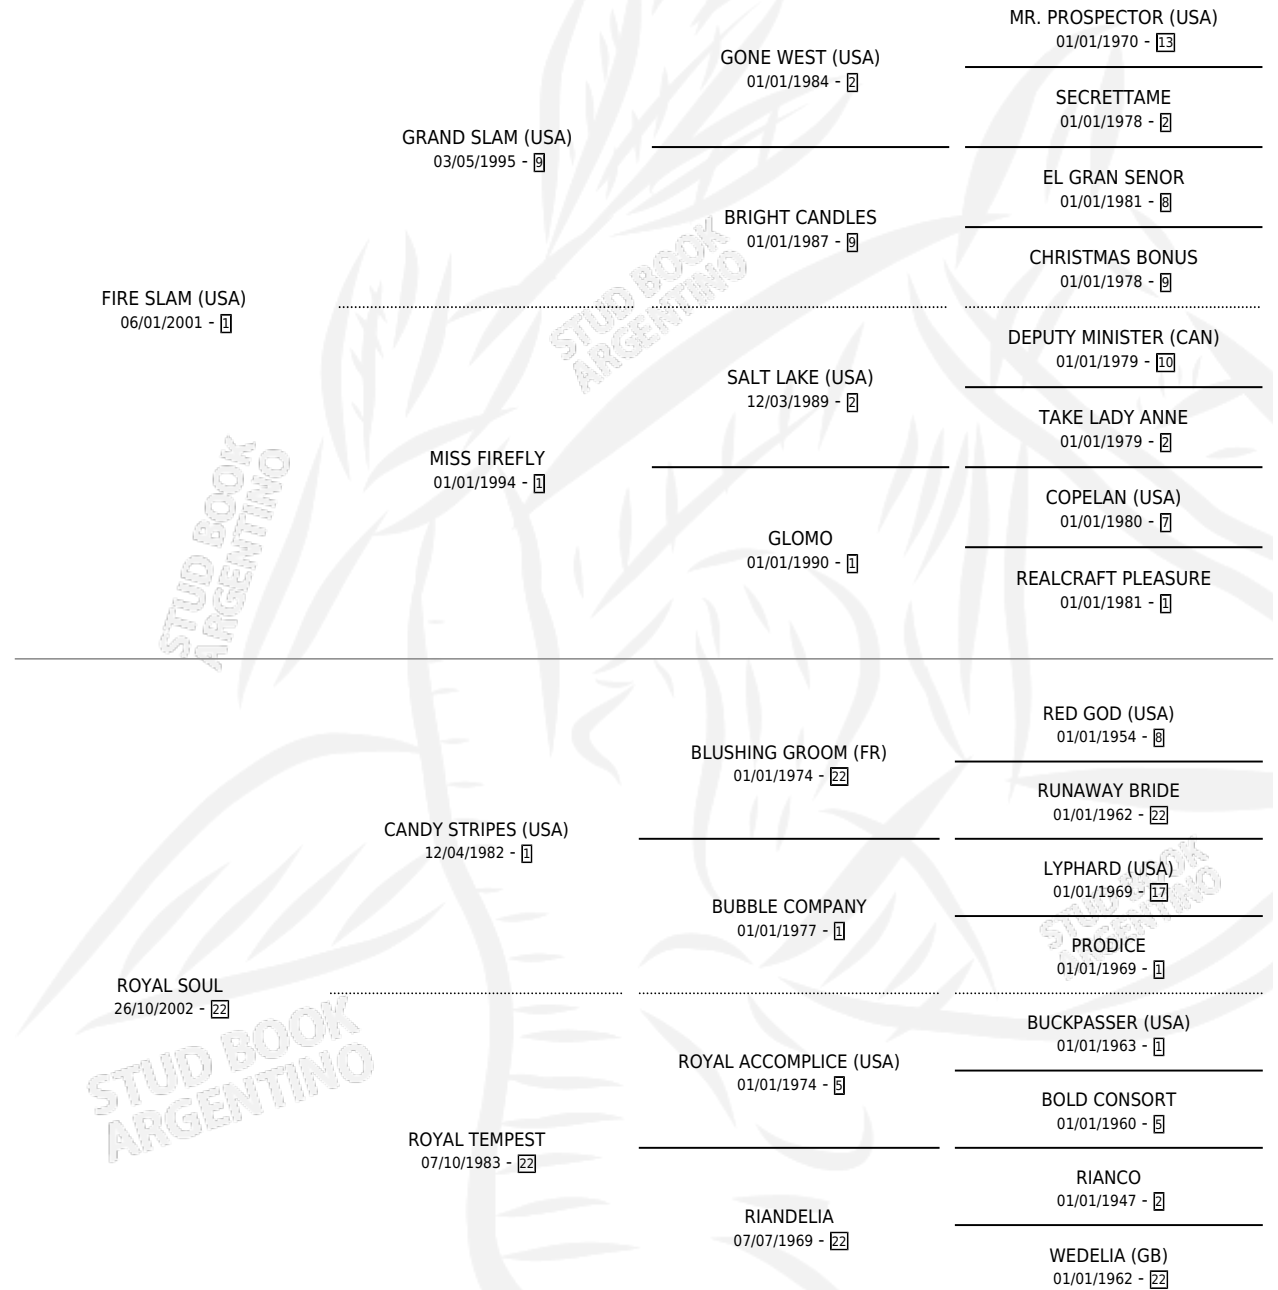 MR. PROSPECTOR (USA)
01/01/1970 - 13
GONE WEST (USA)
01/01/1984 - 2
SECRETTAME
01/01/1978 - 2
GRAND SLAM (USA)
03/05/1995 - 9
EL GRAN SENOR
01/01/1981 - 8
BRIGHT CANDLES
01/01/1987 - 9
CHRISTMAS BONUS
01/01/1978 - 9
FIRE SLAM (USA)
06/01/2001 - 1
STUD BOOK
ARGENTINO
DEPUTY MINISTER (CAN)
01/01/1979 - 10
SALT LAKE (USA)
12/03/1989 - 2
TAKE LADY ANNE
01/01/1979 - 2
MISS FIREFLY
01/01/1994 - 1
COPELAN (USA)
01/01/1980 - 7
GLOMO
01/01/1990 - 1
REALCRAFT PLEASURE
01/01/1981 - 1
STUD BOOK
ARGENTINO
RED GOD (USA)
01/01/1954 - 8
BLUSHING GROOM (FR)
01/01/1974 - 22
RUNAWAY BRIDE
01/01/1962 - 22
CANDY STRIPES (USA)
12/04/1982 - 1
LYPHARD (USA)
01/01/1969 - 17
BUBBLE COMPANY
01/01/1977 - 1
STUD BOOK
ARGENTINO
PRODICE
01/01/1969 - 1
ROYAL SOUL
26/10/2002 - 22
BUCKPASSER (USA)
01/01/1963 - 1
ROYAL ACCOMPLICE (USA)
01/01/1974 - 5
STUD BOOK
ARGENTINO
BOLD CONSORT
01/01/1960 - 5
ROYAL TEMPEST
07/10/1983 - 22
RIANCO
01/01/1947 - 2
RIANDELIA
07/07/1969 - 22
WEDELIA (GB)
01/01/1962 - 22